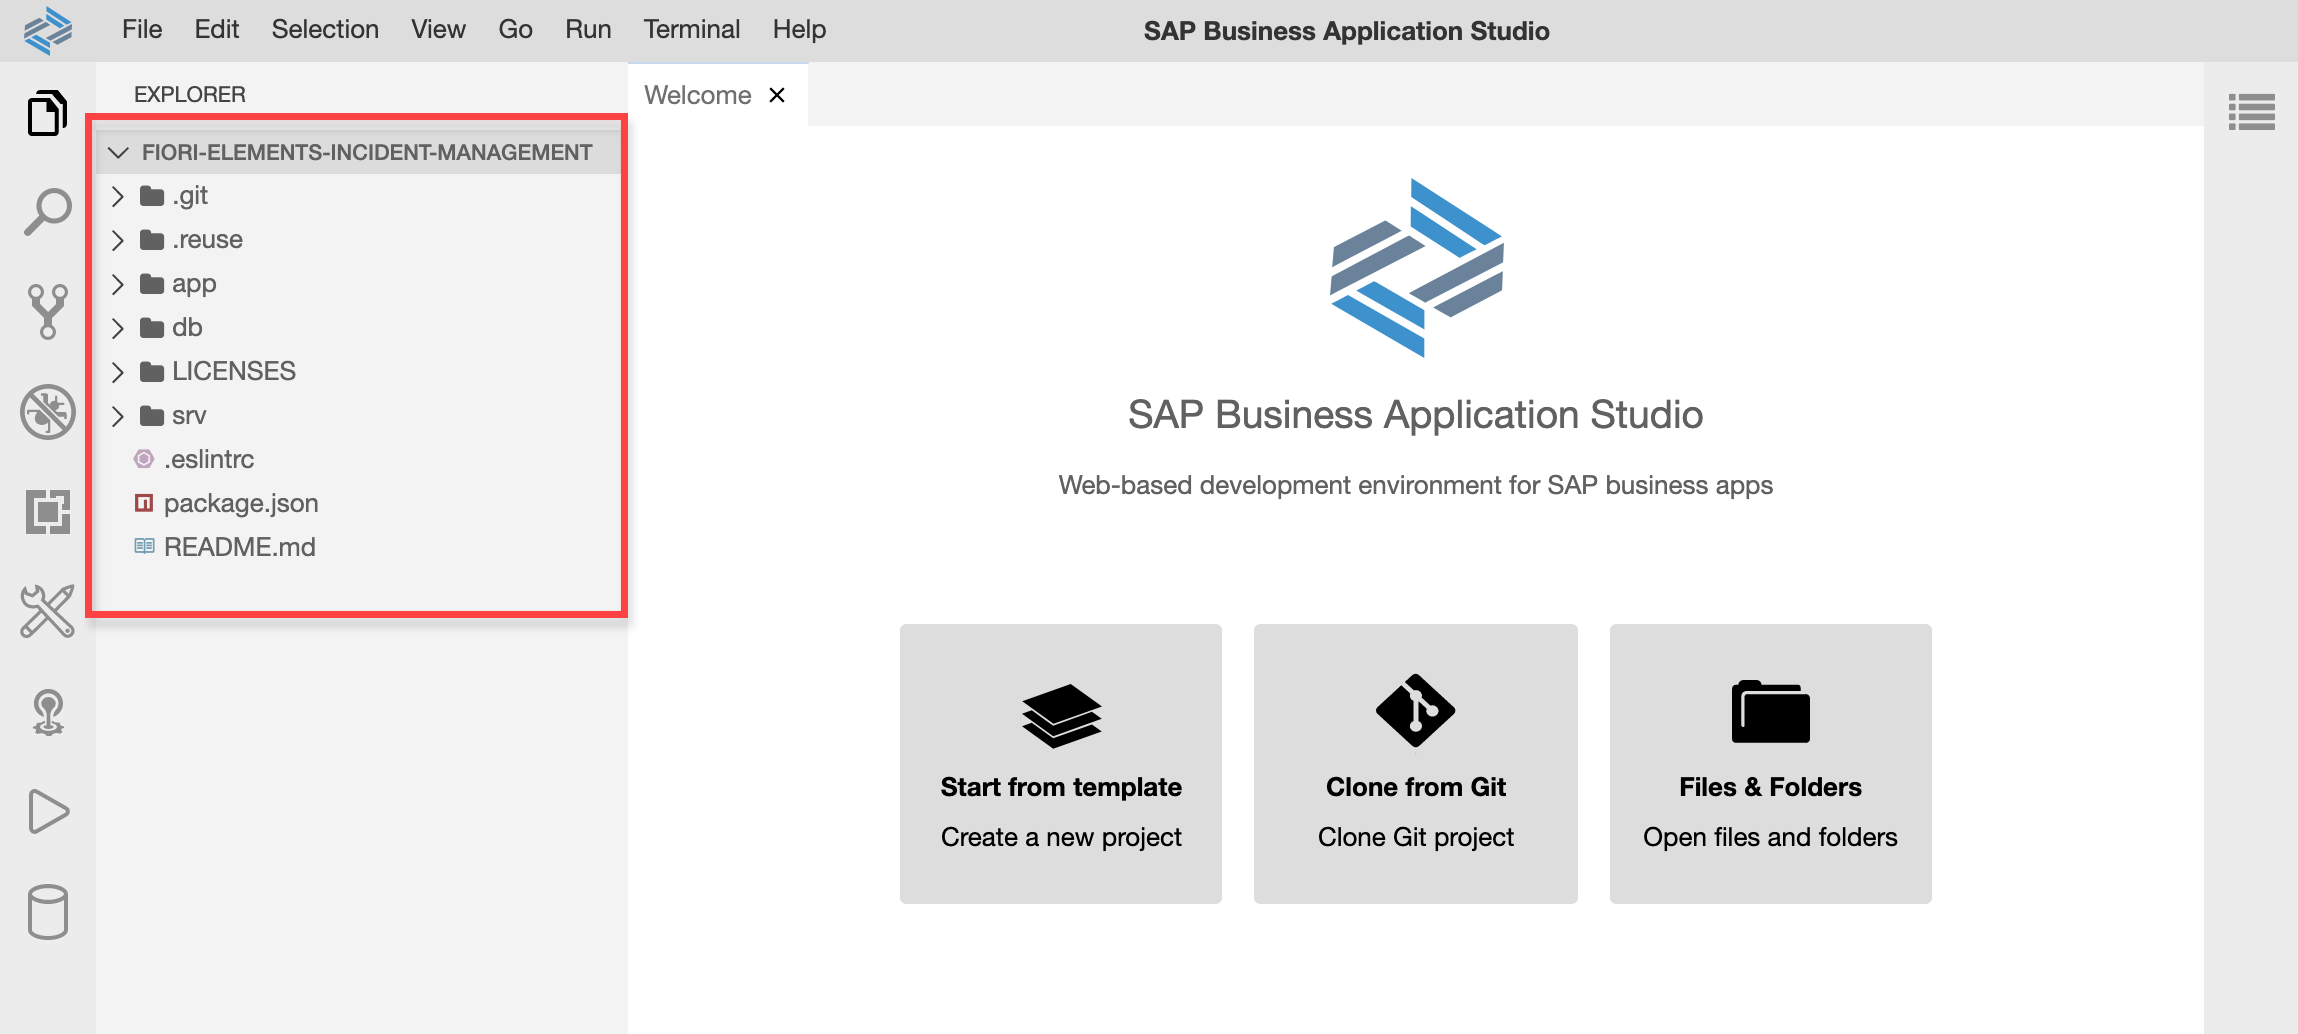 File Edit Selection View Go Run Terminal Help SAP Business Application Studio
EXPLORER
Welcome
FIORI-ELEMENTS-INCIDENT-MANAGEMENT
.git
.reuse
app
db
LICENSES
srv
.eslintrc
package.json
README.md
SAP Business Application Studio
Web-based development environment for SAP business apps
Start from template
Create a new project
Clone from Git
Clone Git project
Files & Folders
Open files and folders